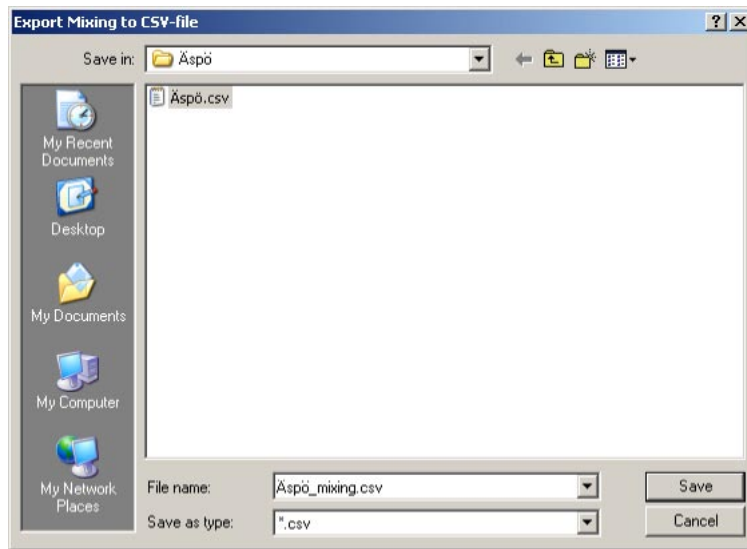 Export Mixing to CSV-file
Save in:
Äspö
Äspö.csv
My Recent
Documents
Desktop
My Documents
My Computer
My Network
Places
File name:
Äspö_mixing.csv
Save
Save as type:
*.csv
Cancel